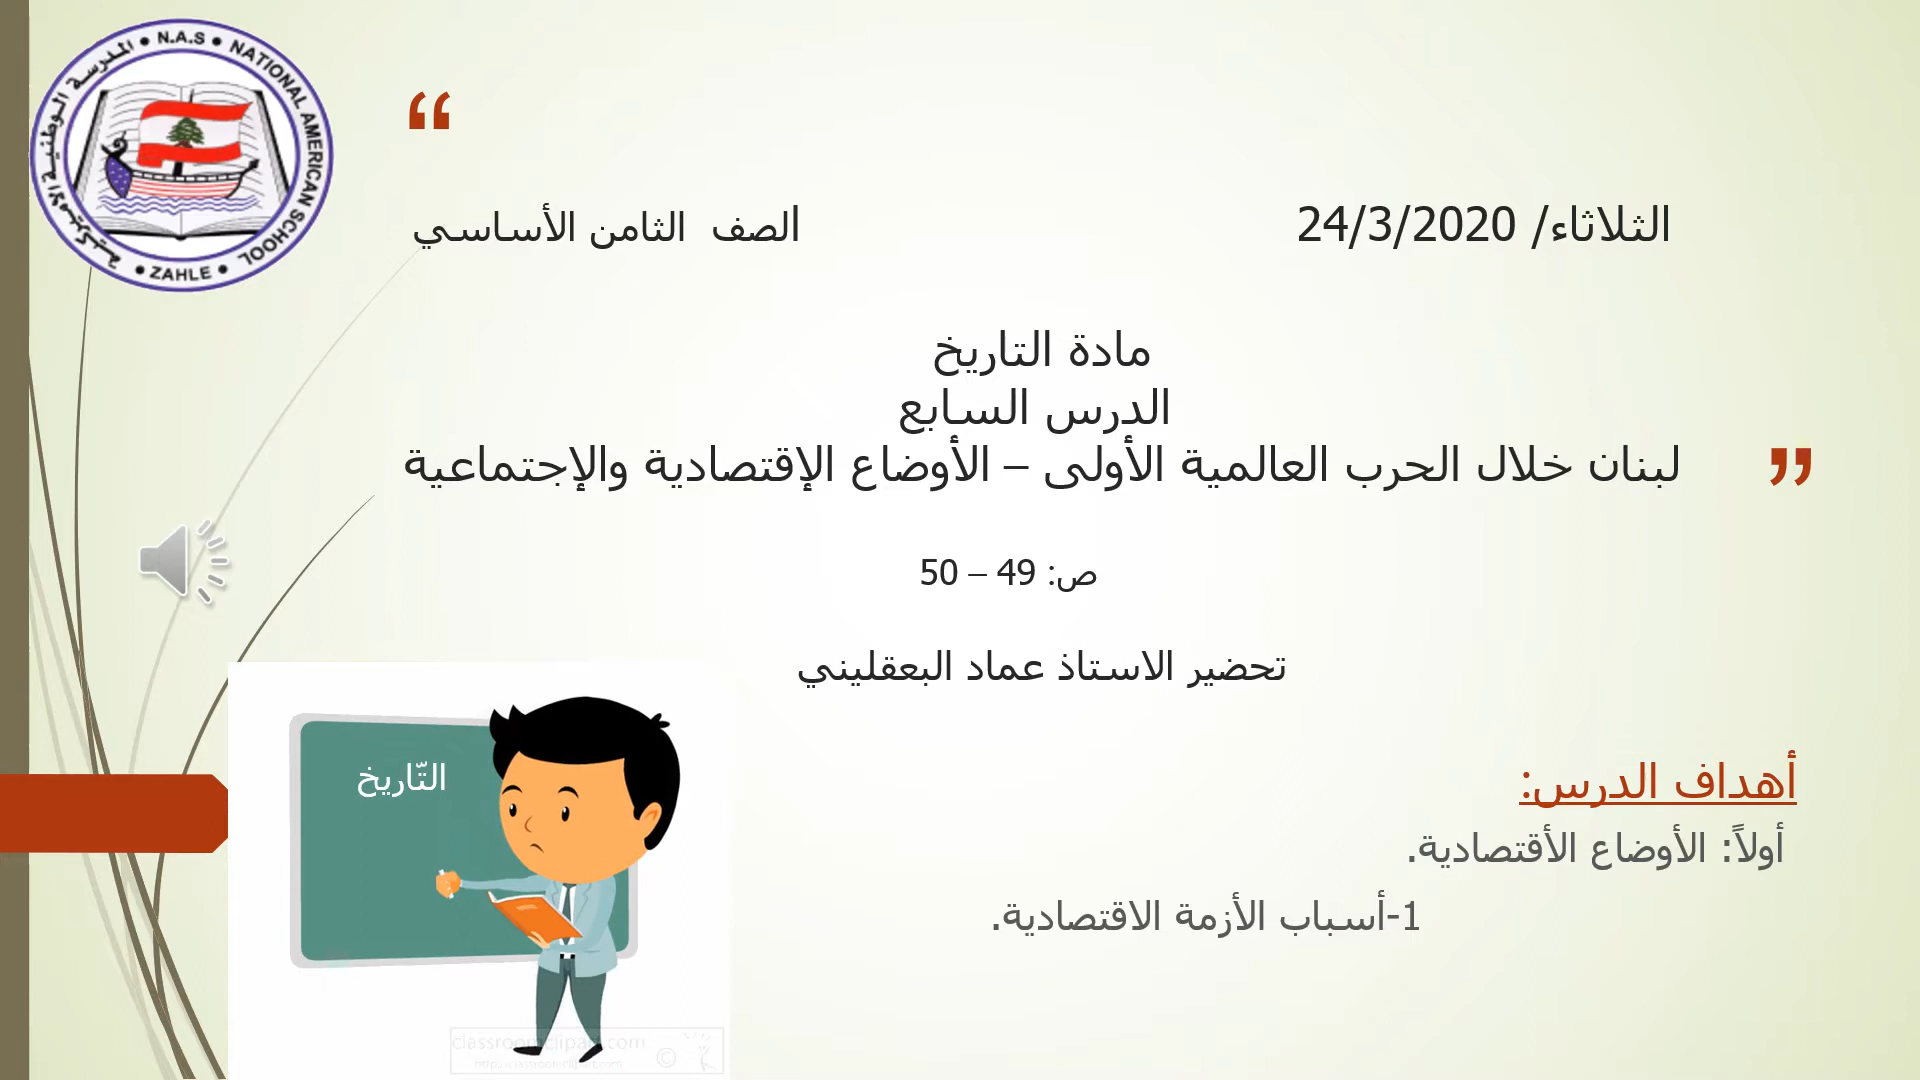 • N.A.S • NATIONAL AMERICAN SCHOOL • ZAHLE •
الثلاثاء/ 24/3/2020
الصف الثامن الأساسي
“
مادة التاريخ
الدرس السابع
لبنان خلال الحرب العالمية الأولى – الأوضاع الإقتصادية والإجتماعية
”
ص: 49 – 50
تحضير الاستاذ عماد البعقليني
التّاريخ
أهداف الدرس:
أولاً: الأوضاع الأقتصادية.
1-أسباب الأزمة الاقتصادية.
classroomclipart.com